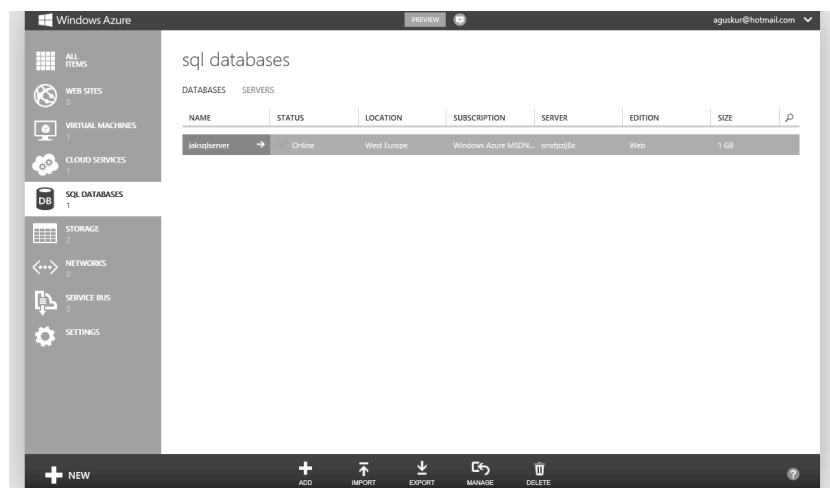 Windows Azure
PREVIEW
aguskur@hotmail.com
ALL
ITEMS
WEB SITES
0
VIRTUAL MACHINES
1
CLOUD SERVICES
1
DB
SQL DATABASES
1
STORAGE
2
NETWORKS
0
SERVICE BUS
0
SETTINGS
sql databases
DATABASES SERVERS
NAME STATUS LOCATION SUBSCRIPTION SERVER EDITION SIZE
jaksqlserver Online West Europe Windows Azure MSDN... Web 1 GB
NEW
ADD IMPORT EXPORT MANAGE DELETE
?